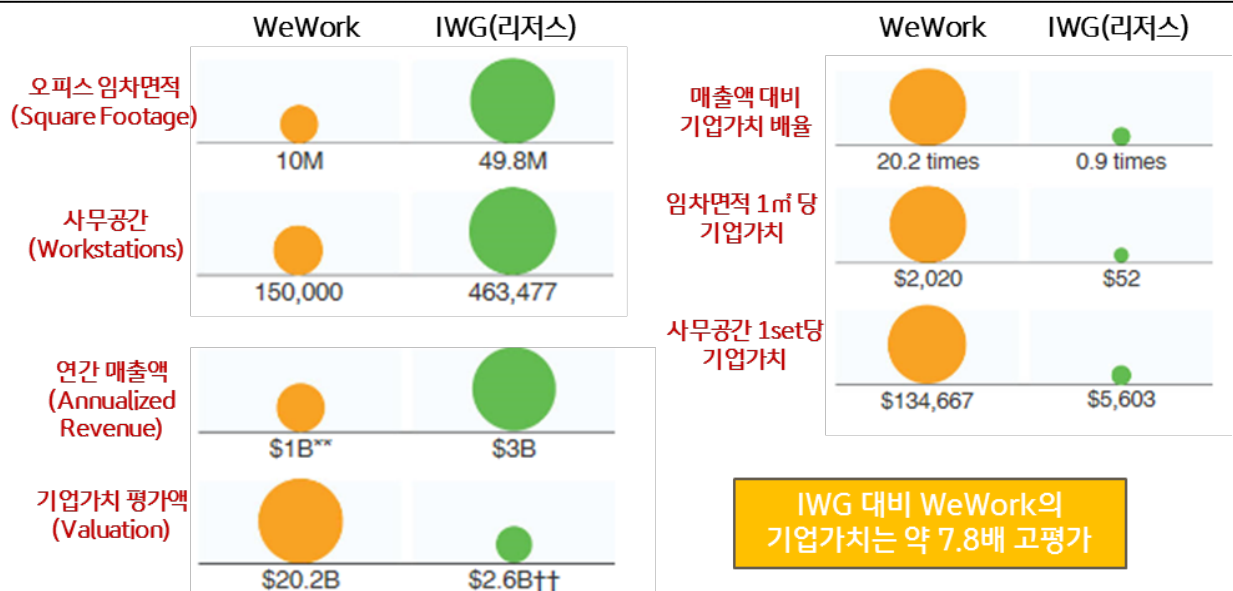 WeWork IWG(리저스)
오피스 임차면적
(Square Footage)
10M 49.8M
사무공간
(Workstations)
150,000 463,477
연간 매출액
(Annualized
Revenue)
$1B** $3B
기업가치 평가액
(Valuation)
$20.2B $2.6B††
WeWork IWG(리저스)
매출액 대비
기업가치 배율
20.2 times 0.9 times
임차면적 1㎡ 당
기업가치
$2,020 $52
사무공간 1set당
기업가치
$134,667 $5,603
IWG 대비 WeWork의
기업가치는 약 7.8배 고평가